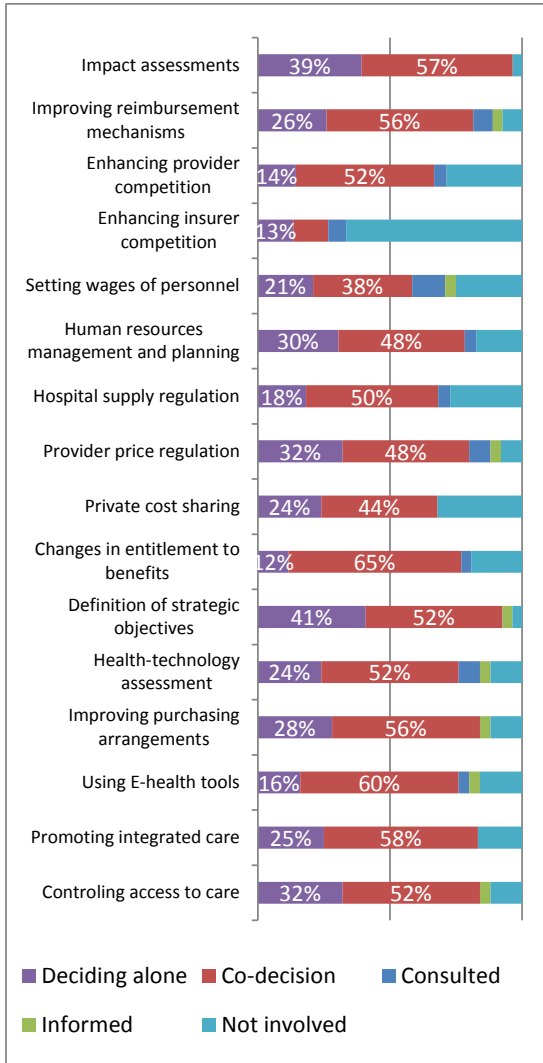 Impact assessments
39% 57%
Improving reimbursement
mechanisms
26% 56%
Enhancing provider
competition
14% 52%
Enhancing insurer
competition
13%
Setting wages of personnel
21% 38%
Human resources
management and planning
30% 48%
Hospital supply regulation
18% 50%
Provider price regulation
32% 48%
Private cost sharing
24% 44%
Changes in entitlement to
benefits
12% 65%
Definition of strategic
objectives
41% 52%
Health-technology
assessment
24% 52%
Improving purchasing
arrangements
28% 56%
Using E-health tools
16% 60%
Promoting integrated care
25% 58%
Controling access to care
32% 52%
Deciding alone Co-decision Consulted
Informed Not involved